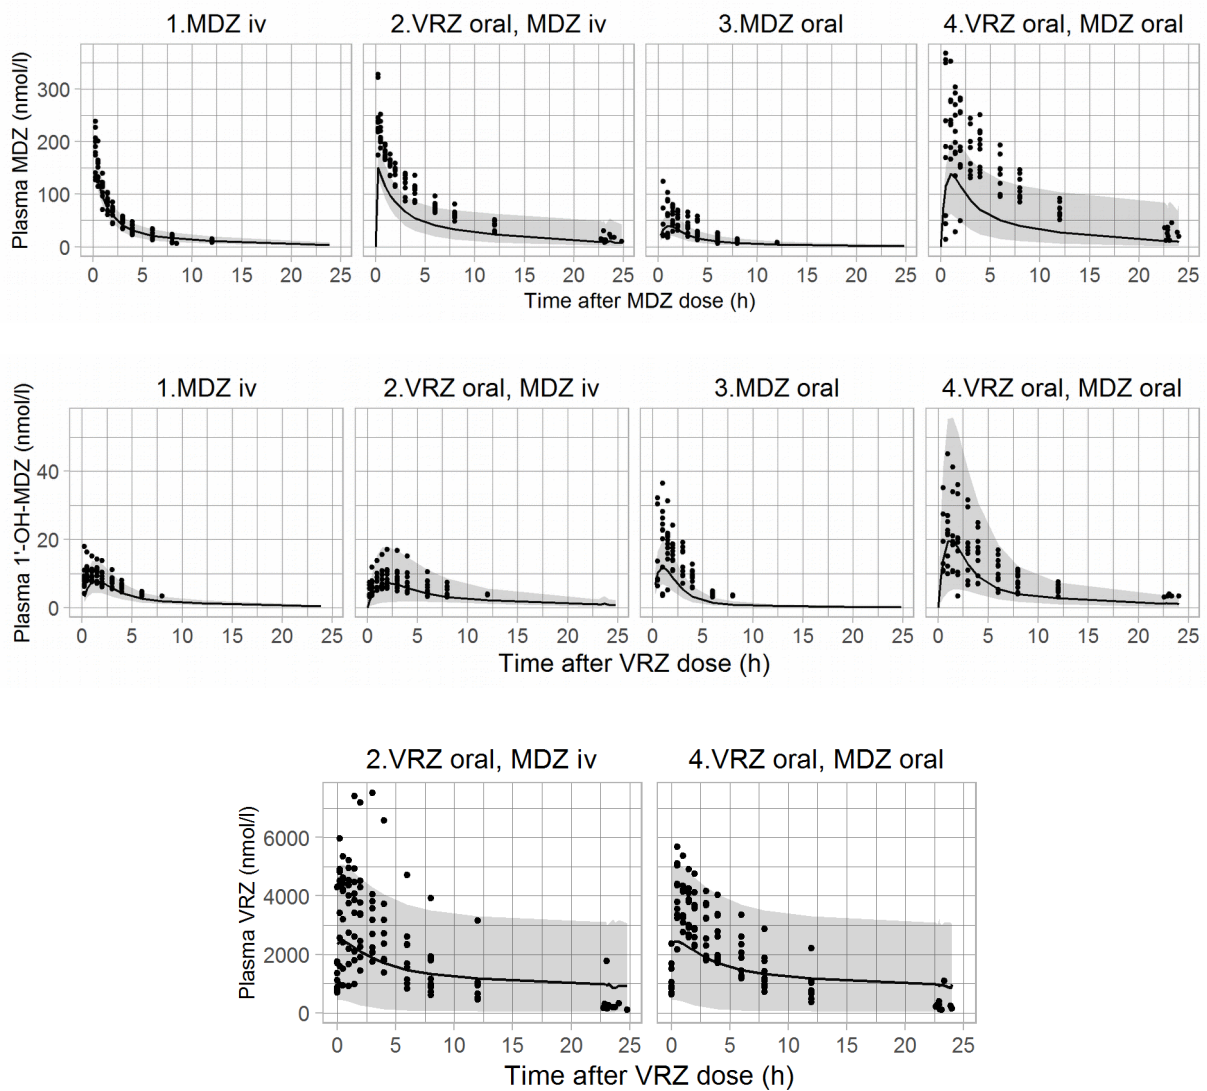 1.MDZ iv
2.VRZ oral, MDZ iv
3.MDZ oral
4.VRZ oral, MDZ oral
Plasma MDZ (nmol/l)
300
200
100
0
0 5 10 15 20 25
0 5 10 15 20 25
0 5 10 15 20 25
0 5 10 15 20 25
Time after MDZ dose (h)
1.MDZ iv
2.VRZ oral, MDZ iv
3.MDZ oral
4.VRZ oral, MDZ oral
Plasma 1'-OH-MDZ (nmol/l)
40
20
0
0 5 10 15 20 25
0 5 10 15 20 25
0 5 10 15 20 25
0 5 10 15 20 25
Time after VRZ dose (h)
2.VRZ oral, MDZ iv
4.VRZ oral, MDZ oral
Plasma VRZ (nmol/l)
6000
4000
2000
0
0 5 10 15 20 25
0 5 10 15 20 25
Time after VRZ dose (h)